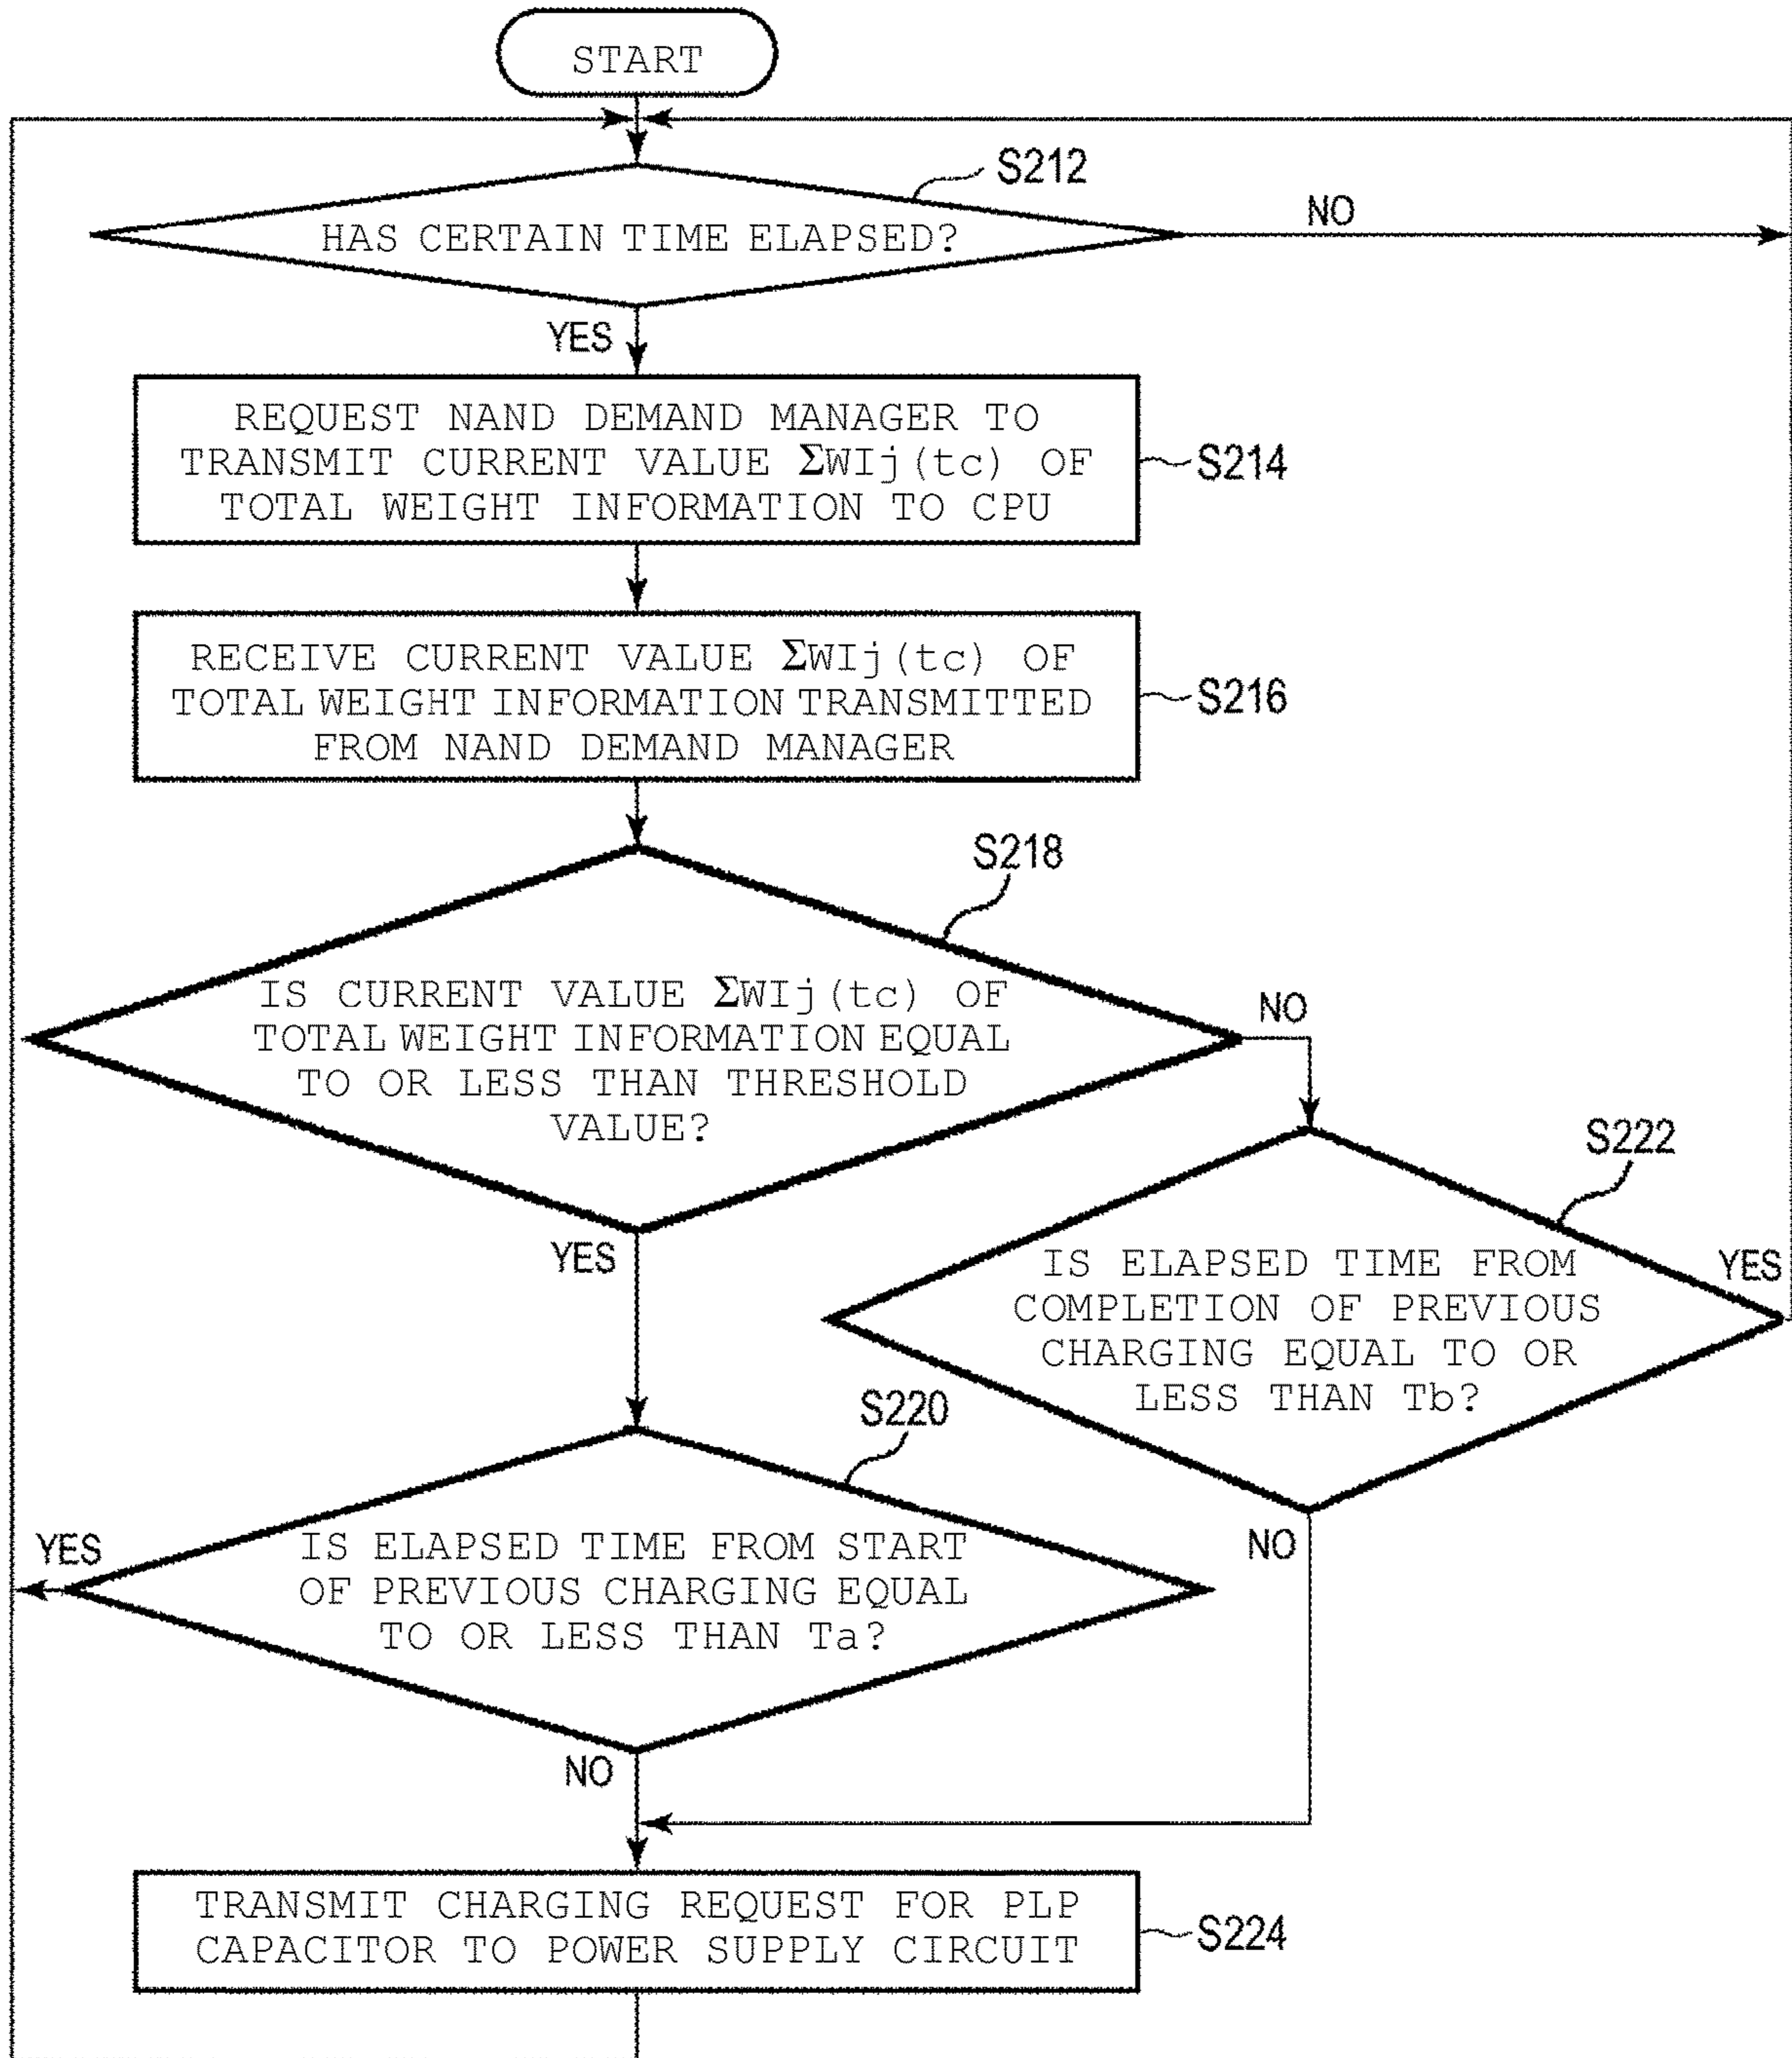 START
S212
HAS CERTAIN TIME ELAPSED?
NO
YES
REQUEST NAND DEMAND MANAGER TO
TRANSMIT CURRENT VALUE ΣWIj(tc) OF
TOTAL WEIGHT INFORMATION TO CPU
S214
RECEIVE CURRENT VALUE ΣWIj(tc) OF
TOTAL WEIGHT INFORMATION TRANSMITTED
FROM NAND DEMAND MANAGER
S216
S218
IS CURRENT VALUE ΣWIj(tc) OF
TOTAL WEIGHT INFORMATION EQUAL
TO OR LESS THAN THRESHOLD
VALUE?
NO
YES
S222
IS ELAPSED TIME FROM
COMPLETION OF PREVIOUS
CHARGING EQUAL TO OR
LESS THAN Tb?
YES
NO
S220
IS ELAPSED TIME FROM START
OF PREVIOUS CHARGING EQUAL
TO OR LESS THAN Ta?
YES
NO
TRANSMIT CHARGING REQUEST FOR PLP
CAPACITOR TO POWER SUPPLY CIRCUIT
S224